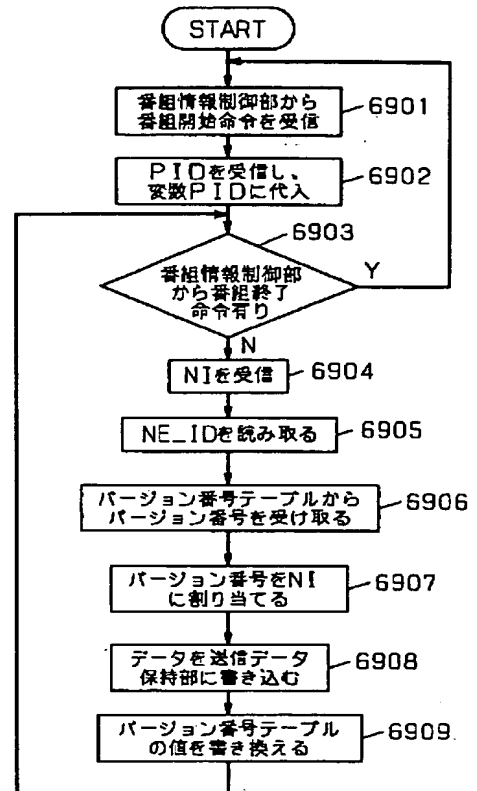 START
番組情報制御部から
番組開始命令を受信
6901
PIDを受信し、
変数PIDに代入
6902
6903
番組情報制御部
から番組終了
命令有り
Y
N
NIを受信
6904
NE_IDを読み取る
6905
バージョン番号テーブルから
バージョン番号を受け取る
6906
バージョン番号をNI
に割り当てる
6907
データを送信データ
保持部に書き込む
6908
バージョン番号テーブル
の値を書き換える
6909